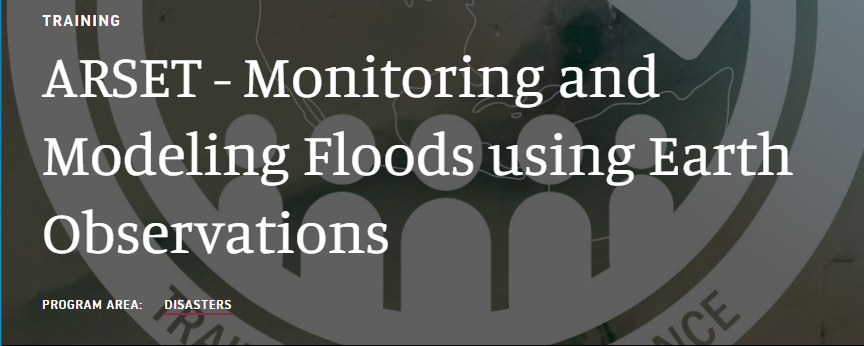 TRAINING
ARSET - Monitoring and
Modeling Floods using Earth
Observations
PROGRAM AREA: DISASTERS